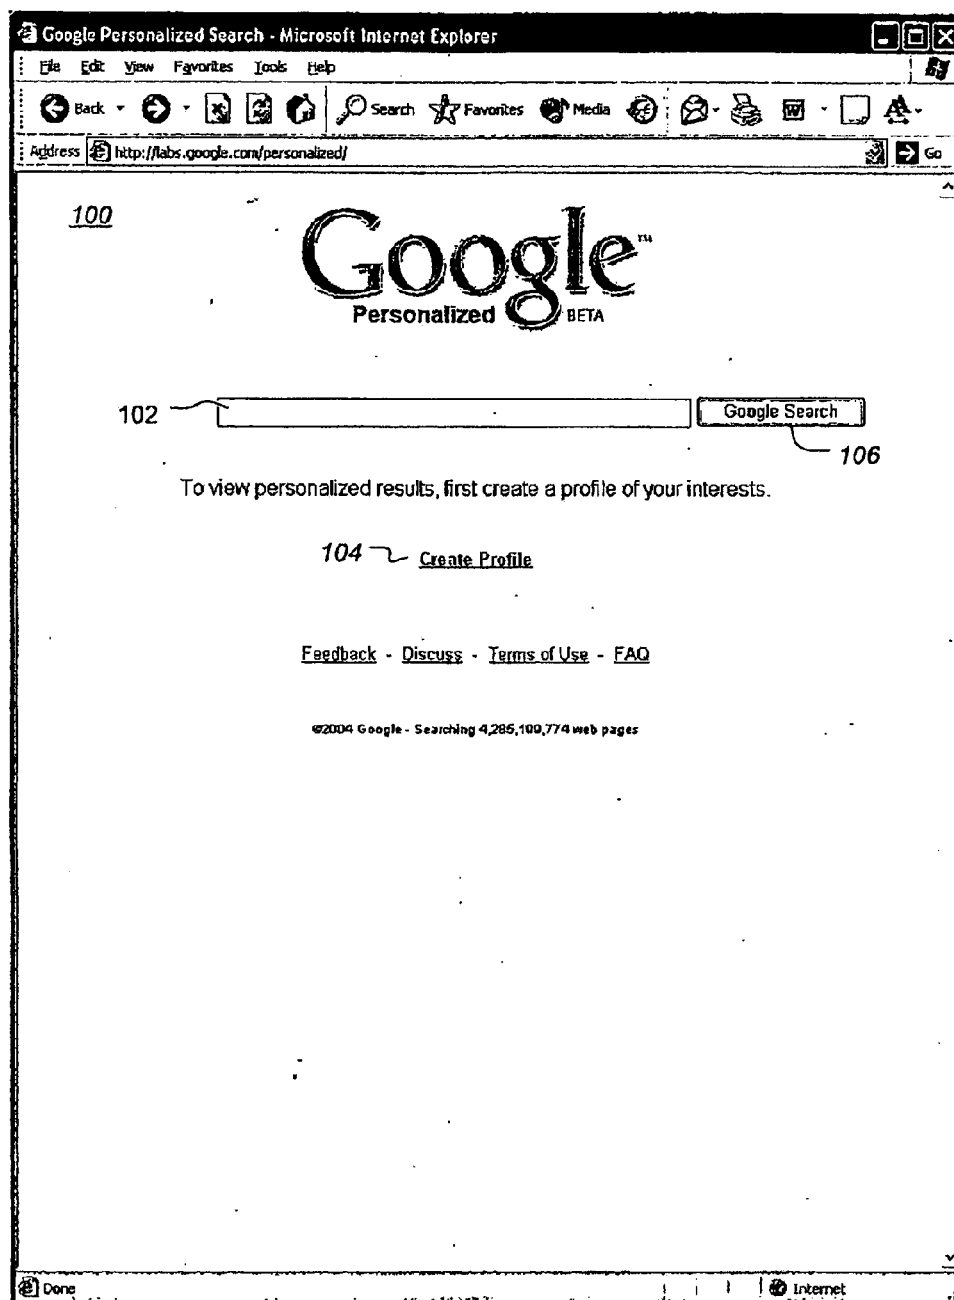 Google Personalized Search - Microsoft Internet Explorer
File Edit View Favorites Tools Help
Back Search Favorites Media
Address http://labs.google.com/personalized/ Go
100
Google™
Personalized BETA
102 Google Search
106
To view personalized results, first create a profile of your interests.
104 Create Profile
Feedback - Discuss - Terms of Use - FAQ
©2004 Google - Searching 4,285,199,774 web pages
Done Internet